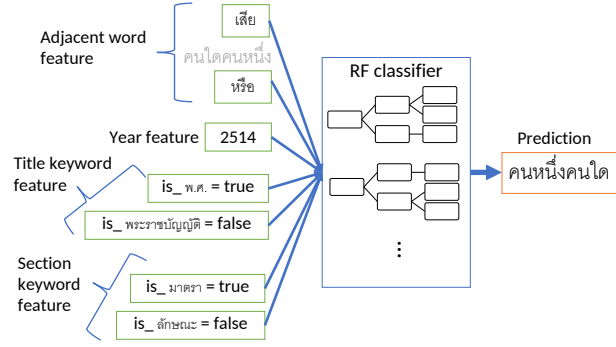 Adjacent word
feature
เสีย
คนใดคนหนึ่ง
หรือ
Year feature
2514
Title keyword
feature
is_ พ.ศ. = true
is_ พระราชบัญญัติ = false
Section
keyword
feature
is_ มาตรา = true
is_ ลักษณะ = false
RF classifier
⋮
Prediction
คนหนึ่งคนใด